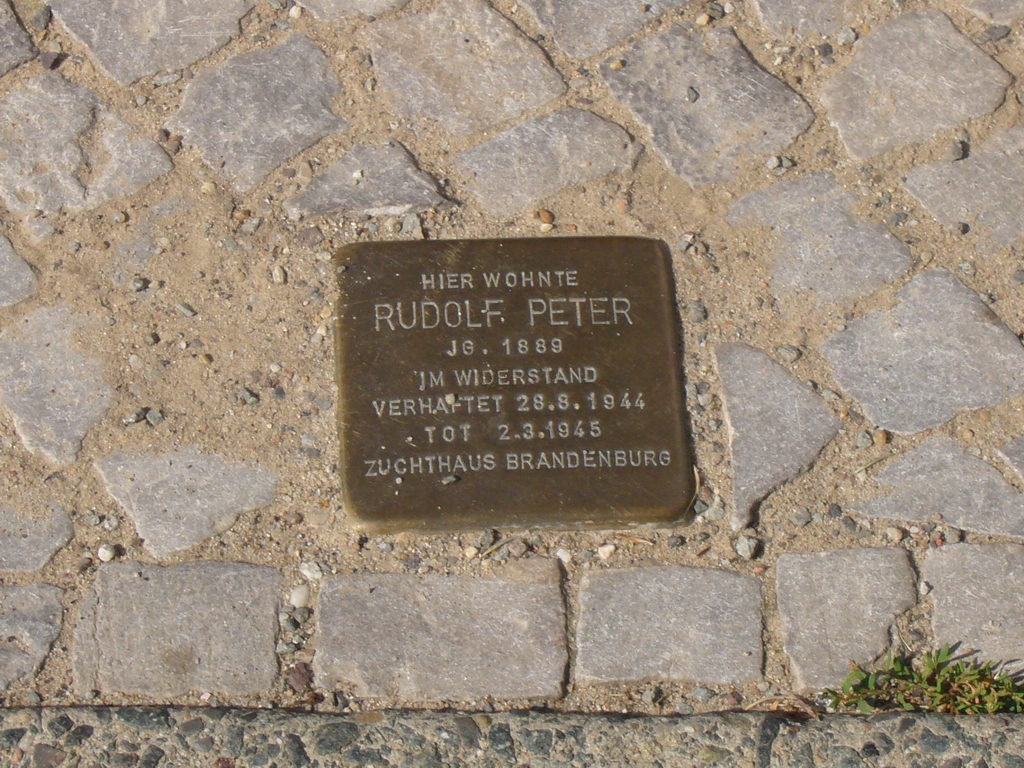 HIER WOHNTE
RUDOLF PETER
JG. 1889
IM WIDERSTAND
VERHAFTET 28.8.1944
TOT 2.3.1945
ZUCHTHAUS BRANDENBURG